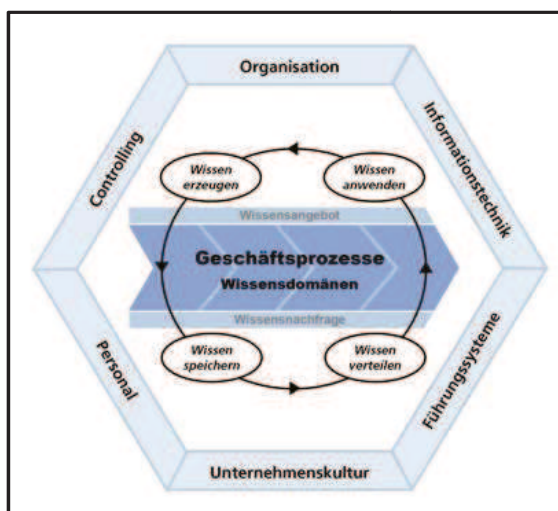 Organisation
Controlling
Informationstechnik
Wissen
erzeugen
Wissen
anwenden
Wissensangebot
Geschäftsprozesse
Wissensdomänen
Wissensnachfrage
Wissen
speichern
Wissen
verteilen
Personal
Führungssysteme
Unternehmenskultur